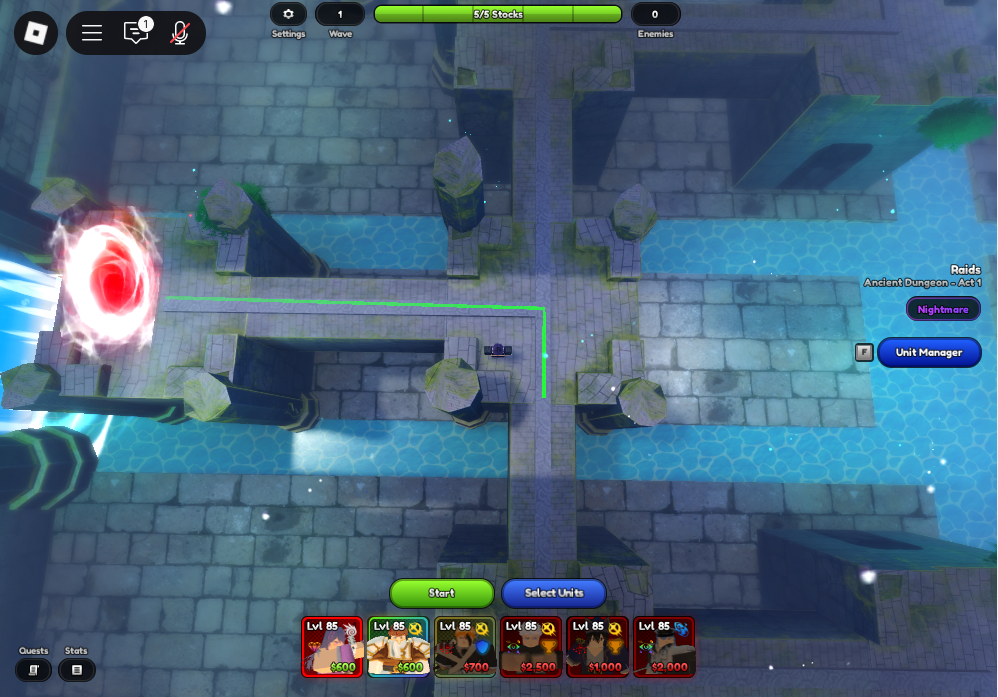 1
1
5/5 Stocks
0
Settings
Wave
Enemies
Raids
Ancient Dungeon - Act 1
Nightmare
F
Unit Manager
Start
Select Units
Lvl 85
Lvl 85
Lvl 85
Lvl 85
Lvl 85
Lvl 85
$600
$600
$700
$2,500
$1,000
$2,000
Quests
Stats